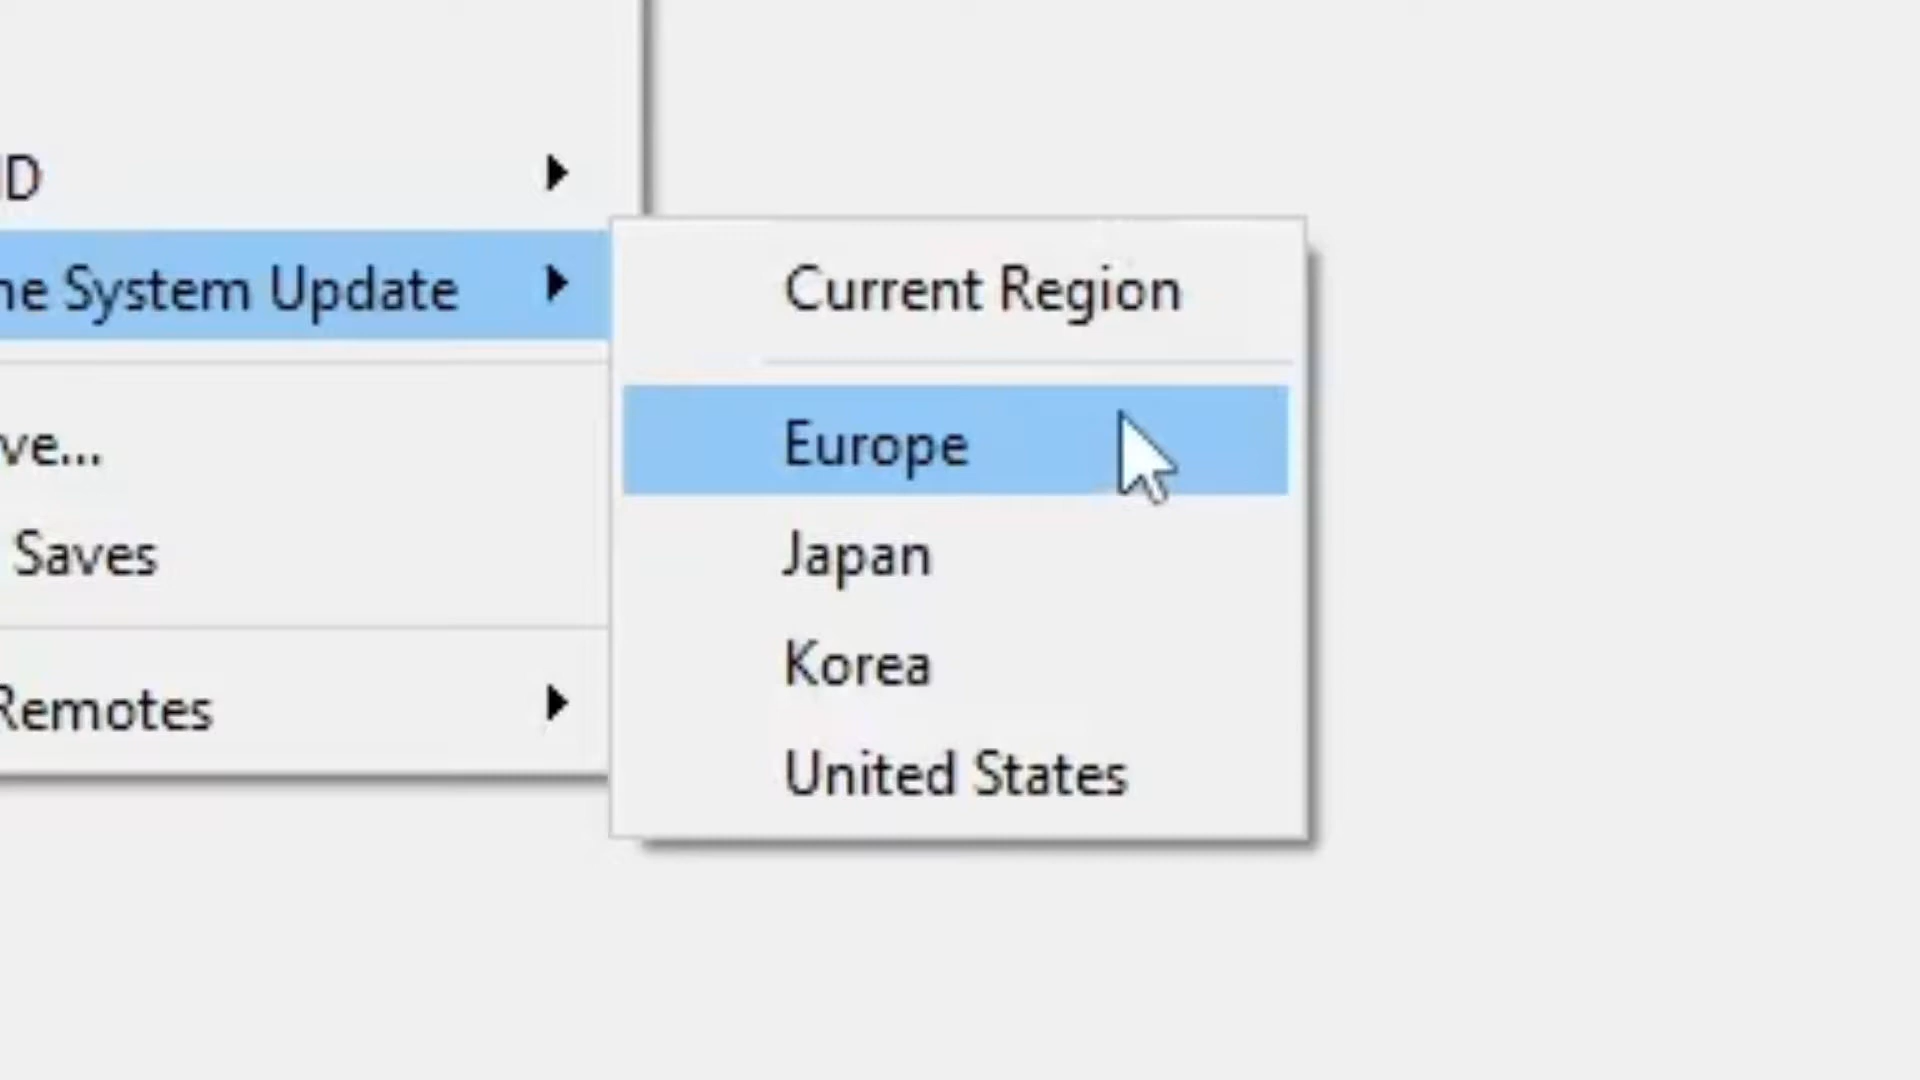 D
ne System Update
Current Region
ve...
Europe
Saves
Japan
Korea
Remotes
United States